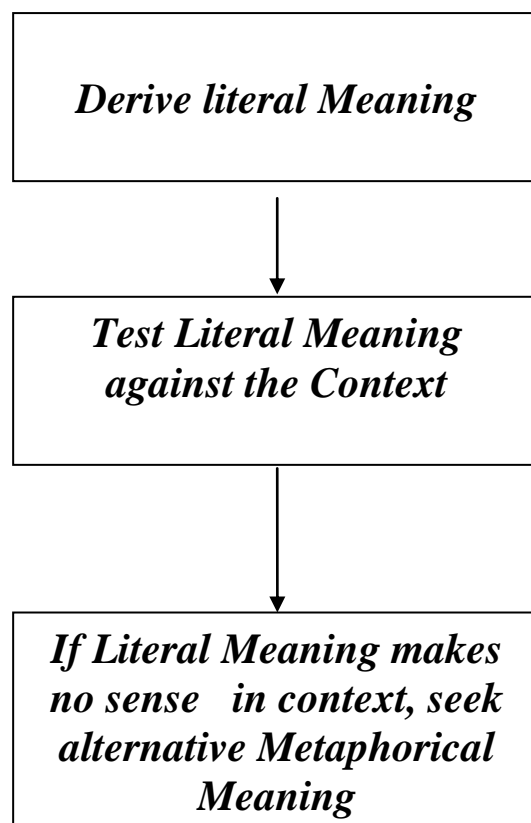 Derive literal Meaning
Test Literal Meaning
against the Context
If Literal Meaning makes
no sense in context, seek
alternative Metaphorical
Meaning